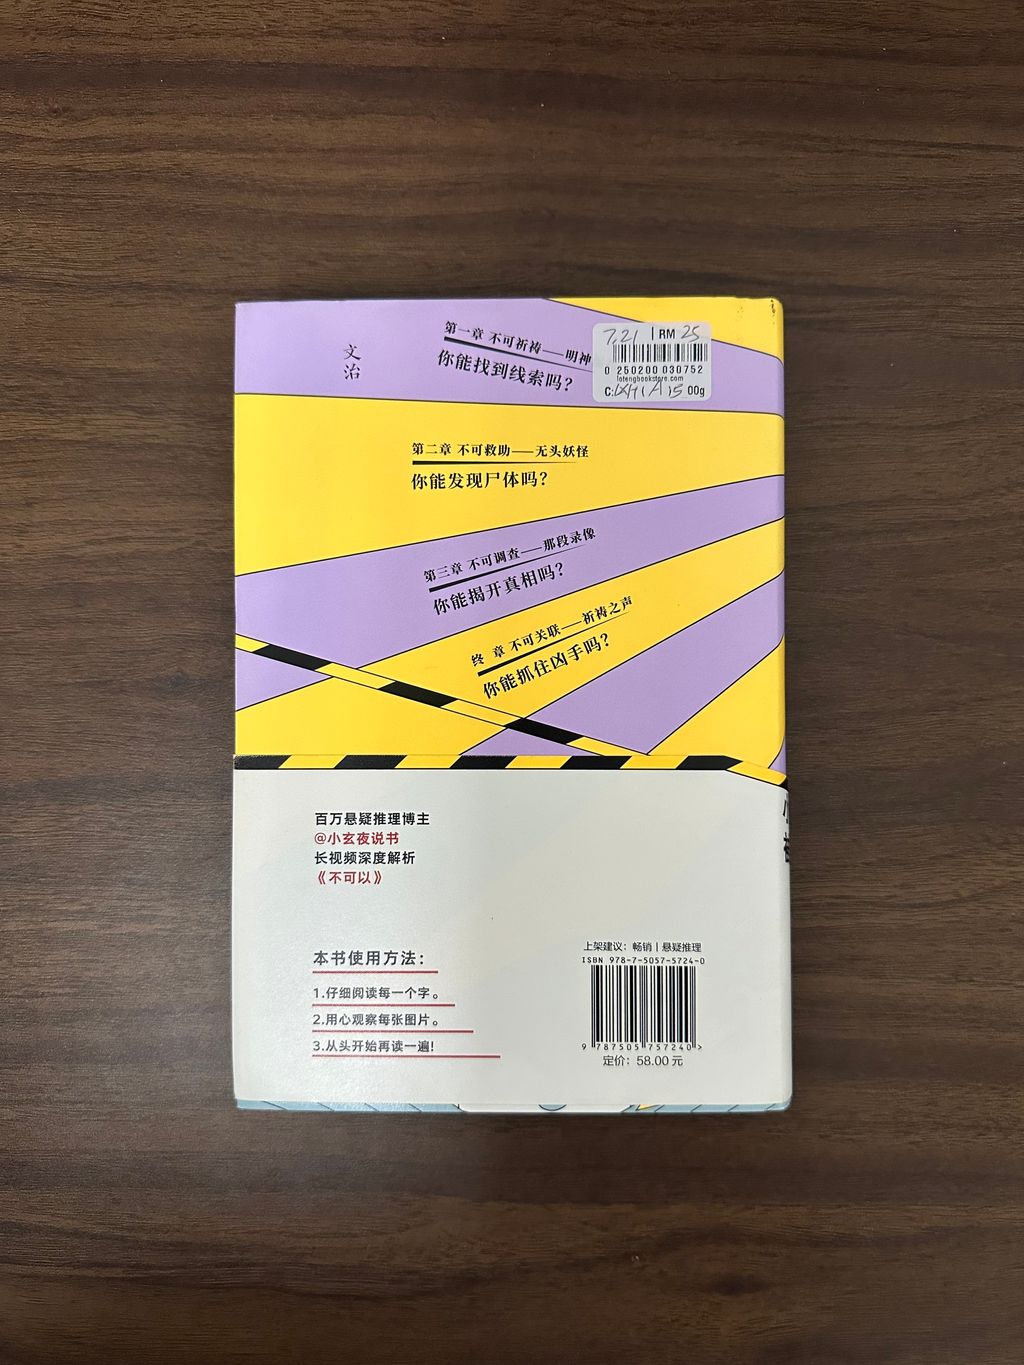 文治
第一章 不可祈祷——明神
你能找到线索吗?
RM 25
0 250200 030752
lotengbookstore.com
第二章 不可救助——无头妖怪
你能发现尸体吗?
第三章 不可调查——那段录像
你能揭开真相吗?
终 章 不可关联——祈祷之声
你能抓住凶手吗?
百万悬疑推理博主
@小玄夜说书
长视频深度解析
《不可以》
本书使用方法:
1.仔细阅读每一个字。
2.用心观察每张图片。
3.从头开始再读一遍!
上架建议:畅销|悬疑推理
ISBN 978-7-5057-5724-0
9 787505 757240 >
定价:58.00 元